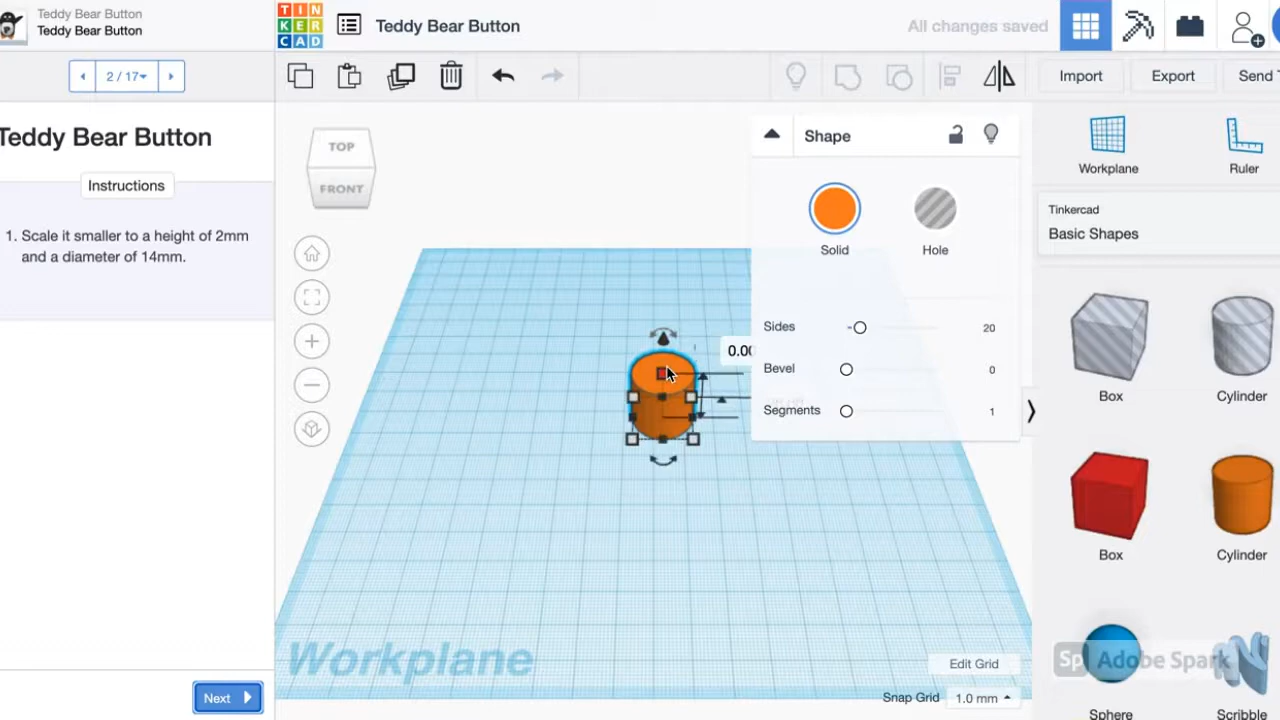 Teddy Bear Button
Teddy Bear Button
2 / 17
Teddy Bear Button
Instructions
1. Scale it smaller to a height of 2mm
and a diameter of 14mm.
Next
TIN
KER
CAD
Teddy Bear Button
All changes saved
Import
Export
Send
TOP
FRONT
Shape
Solid
Hole
Sides
20
Bevel
0
Segments
1
0.00
Workplane
Edit Grid
Snap Grid
1.0 mm
Workplane
Ruler
Tinkercad
Basic Shapes
Box
Cylinder
Box
Cylinder
Sp Adobe Spark
Sphere
Scribble